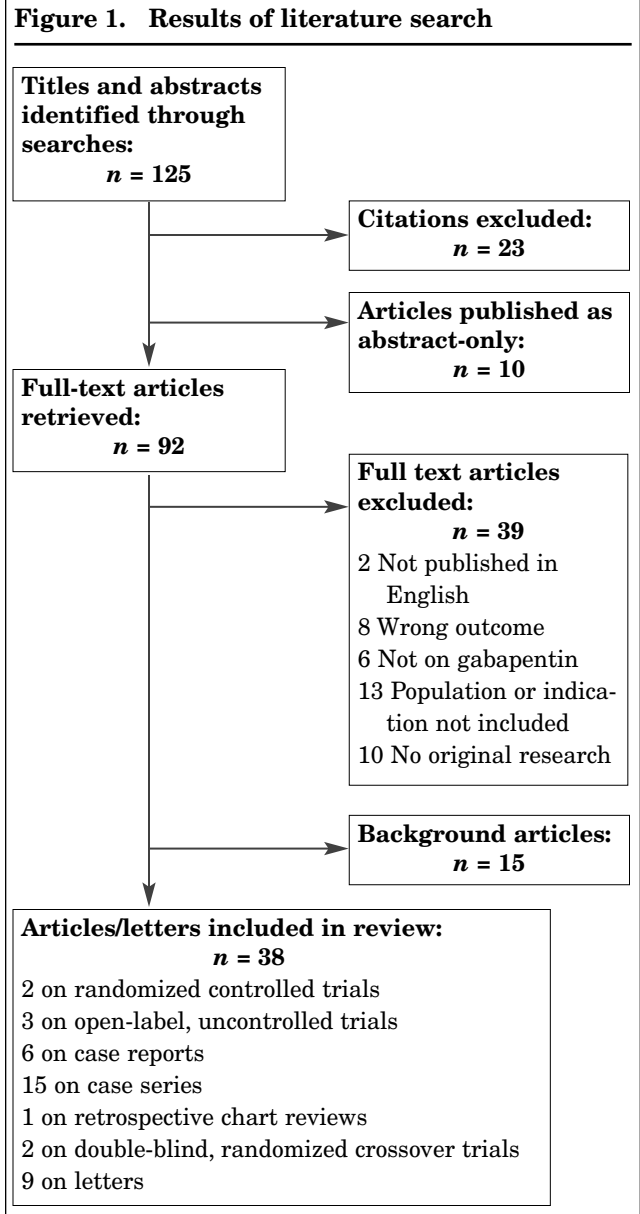 Figure 1. Results of literature search
Titles and abstracts
identified through
searches:
n = 125
Citations excluded:
n = 23
Articles published as
abstract-only:
n = 10
Full-text articles
retrieved:
n = 92
Full text articles
excluded:
n = 39
2 Not published in
English
8 Wrong outcome
6 Not on gabapentin
13 Population or indica-
tion not included
10 No original research
Background articles:
n = 15
Articles/letters included in review:
n = 38
2 on randomized controlled trials
3 on open-label, uncontrolled trials
6 on case reports
15 on case series
1 on retrospective chart reviews
2 on double-blind, randomized crossover trials
9 on letters